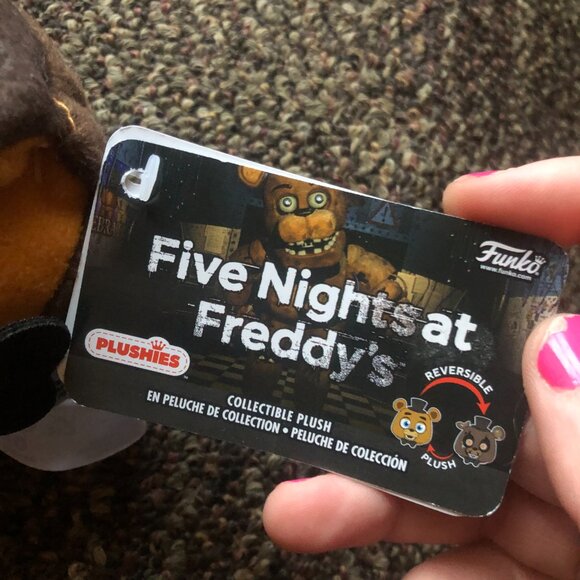 Funko
www.funko.com
Five Nights at
Freddy's
PLUSHIES
REVERSIBLE
PLUSH
COLLECTIBLE PLUSH
EN PELUCHE DE COLLECTION • PELUCHE DE COLECCIÓN